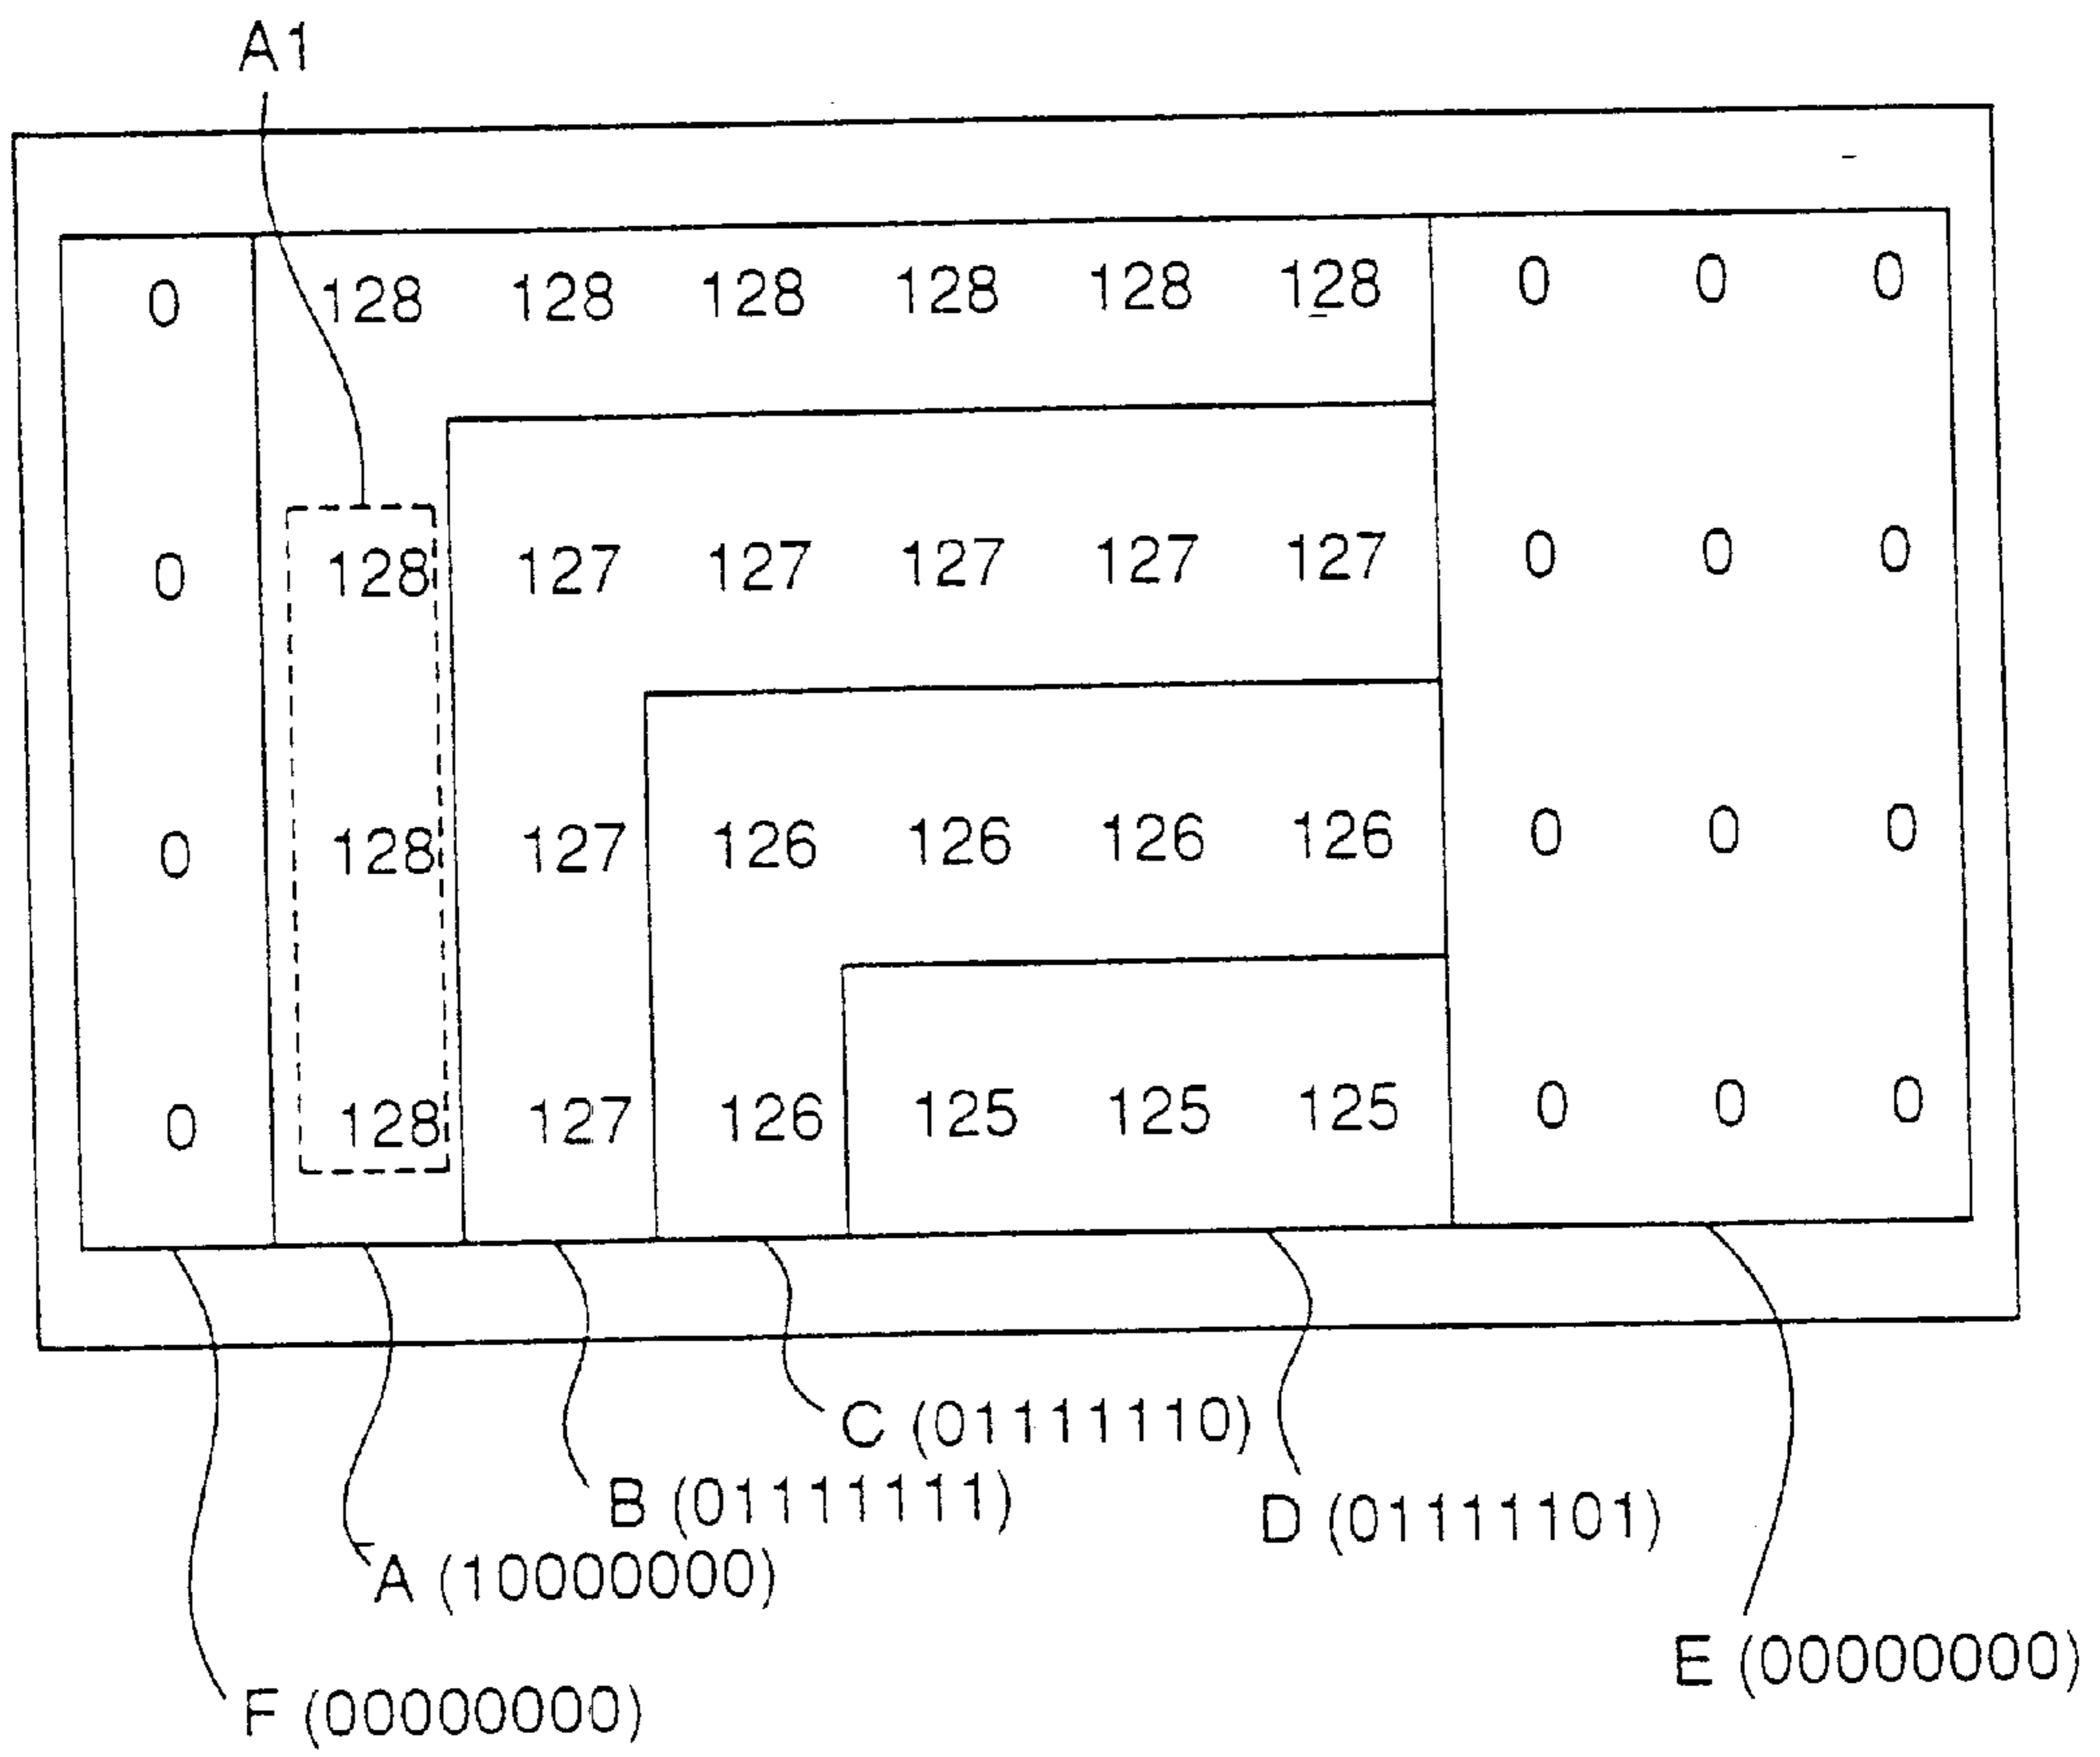 A1
0 128 128 128 128 128 128 0 0 0
0 128 127 127 127 127 127 0 0 0
0 128 127 126 126 126 126 0 0 0
0 128 127 126 125 125 125 0 0 0
C (01111110)
B (01111111)
D (01111101)
A (10000000)
E (00000000)
F (00000000)